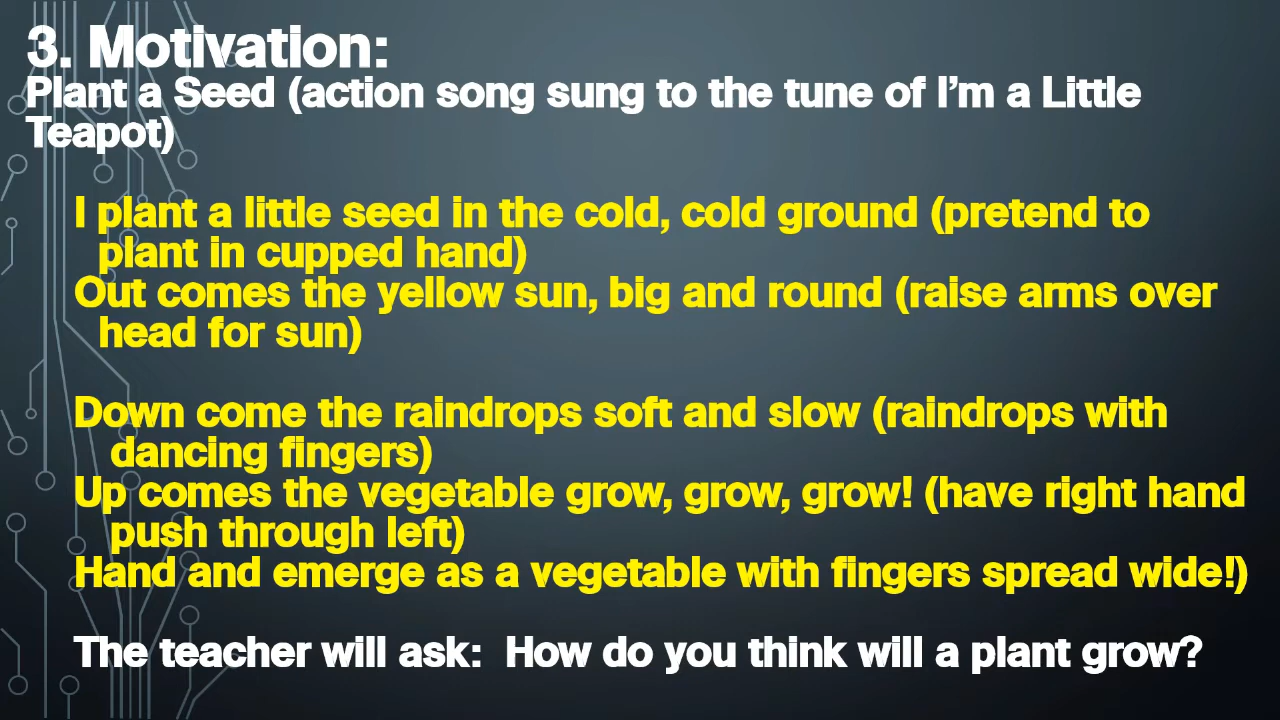 3. Motivation:
Plant a Seed (action song sung to the tune of I’m a Little
Teapot)
I plant a little seed in the cold, cold ground (pretend to
plant in cupped hand)
Out comes the yellow sun, big and round (raise arms over
head for sun)
Down come the raindrops soft and slow (raindrops with
dancing fingers)
Up comes the vegetable grow, grow, grow! (have right hand
push through left)
Hand and emerge as a vegetable with fingers spread wide!)
The teacher will ask:  How do you think will a plant grow?